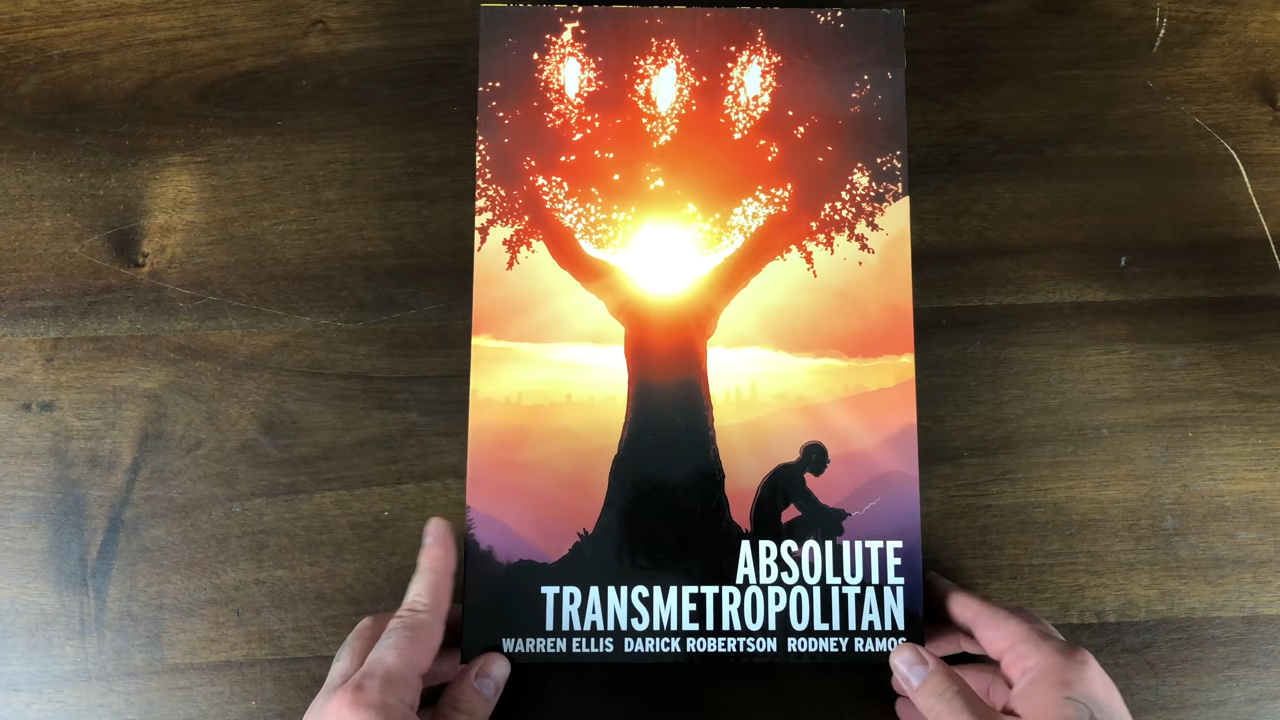 ABSOLUTE
TRANSMETROPOLITAN
WARREN ELLIS DARICK ROBERTSON RODNEY RAMOS